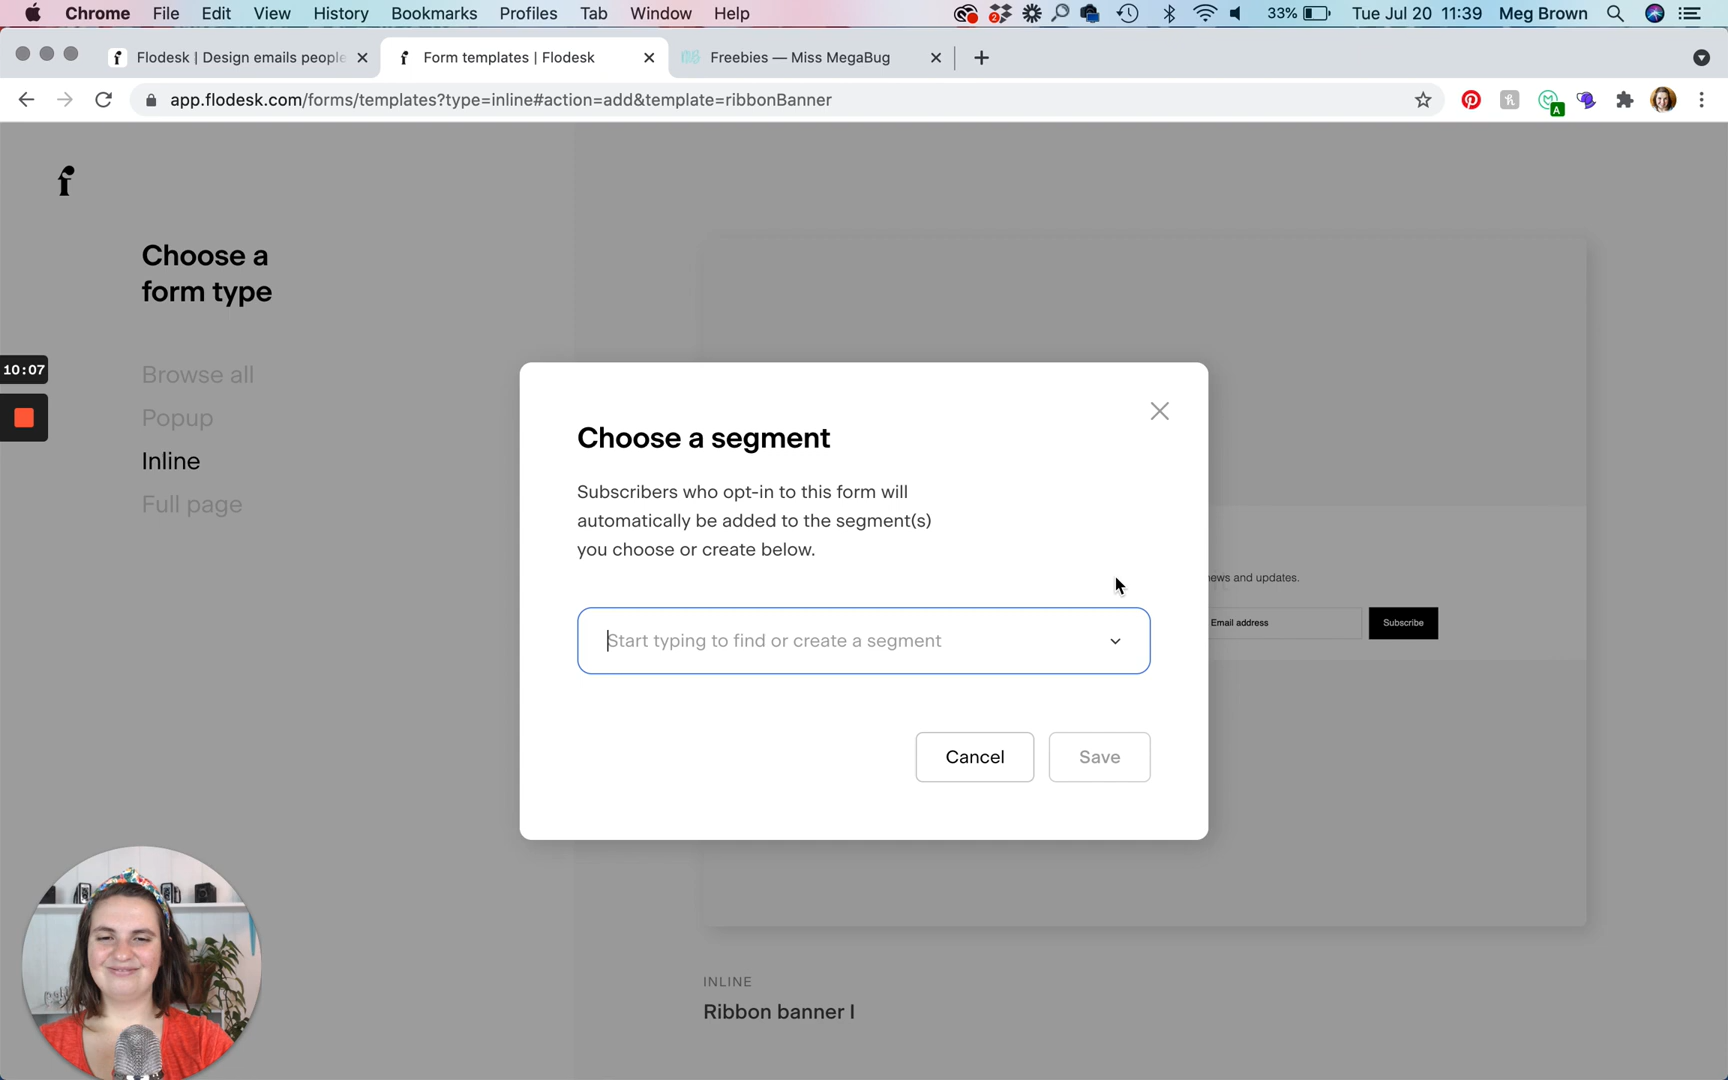 Chrome File Edit View History Bookmarks Profiles Tab Window Help 2 33% Tue Jul 20 11:39 Meg Brown
Flodesk | Design emails people
Form templates | Flodesk
Freebies — Miss MegaBug
app.flodesk.com/forms/templates?type=inline#action=add&template=ribbonBanner
A
Choose a
form type
10:07
Browse all
Popup
Inline
Full page
Choose a segment
Subscribers who opt-in to this form will
automatically be added to the segment(s)
you choose or create below.
Start typing to find or create a segment
Cancel Save
news and updates.
Email address Subscribe
INLINE
Ribbon banner I